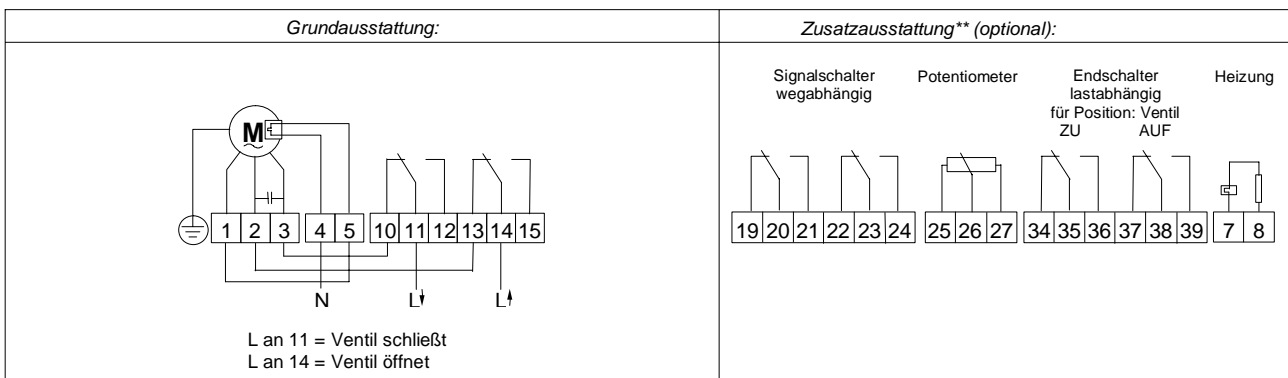 Grundausstattung:
M
1 2 3 4 5 10 11 12 13 14 15
N L L
L an 11 = Ventil schließt
L an 14 = Ventil öffnet
Zusatzausstattung** (optional):
Signalschalter
wegabhängig
Potentiometer
Endschalter
lastabhängig
für Position: Ventil
ZU AUF
Heizung
19 20 21 22 23 24 25 26 27 34 35 36 37 38 39 7 8